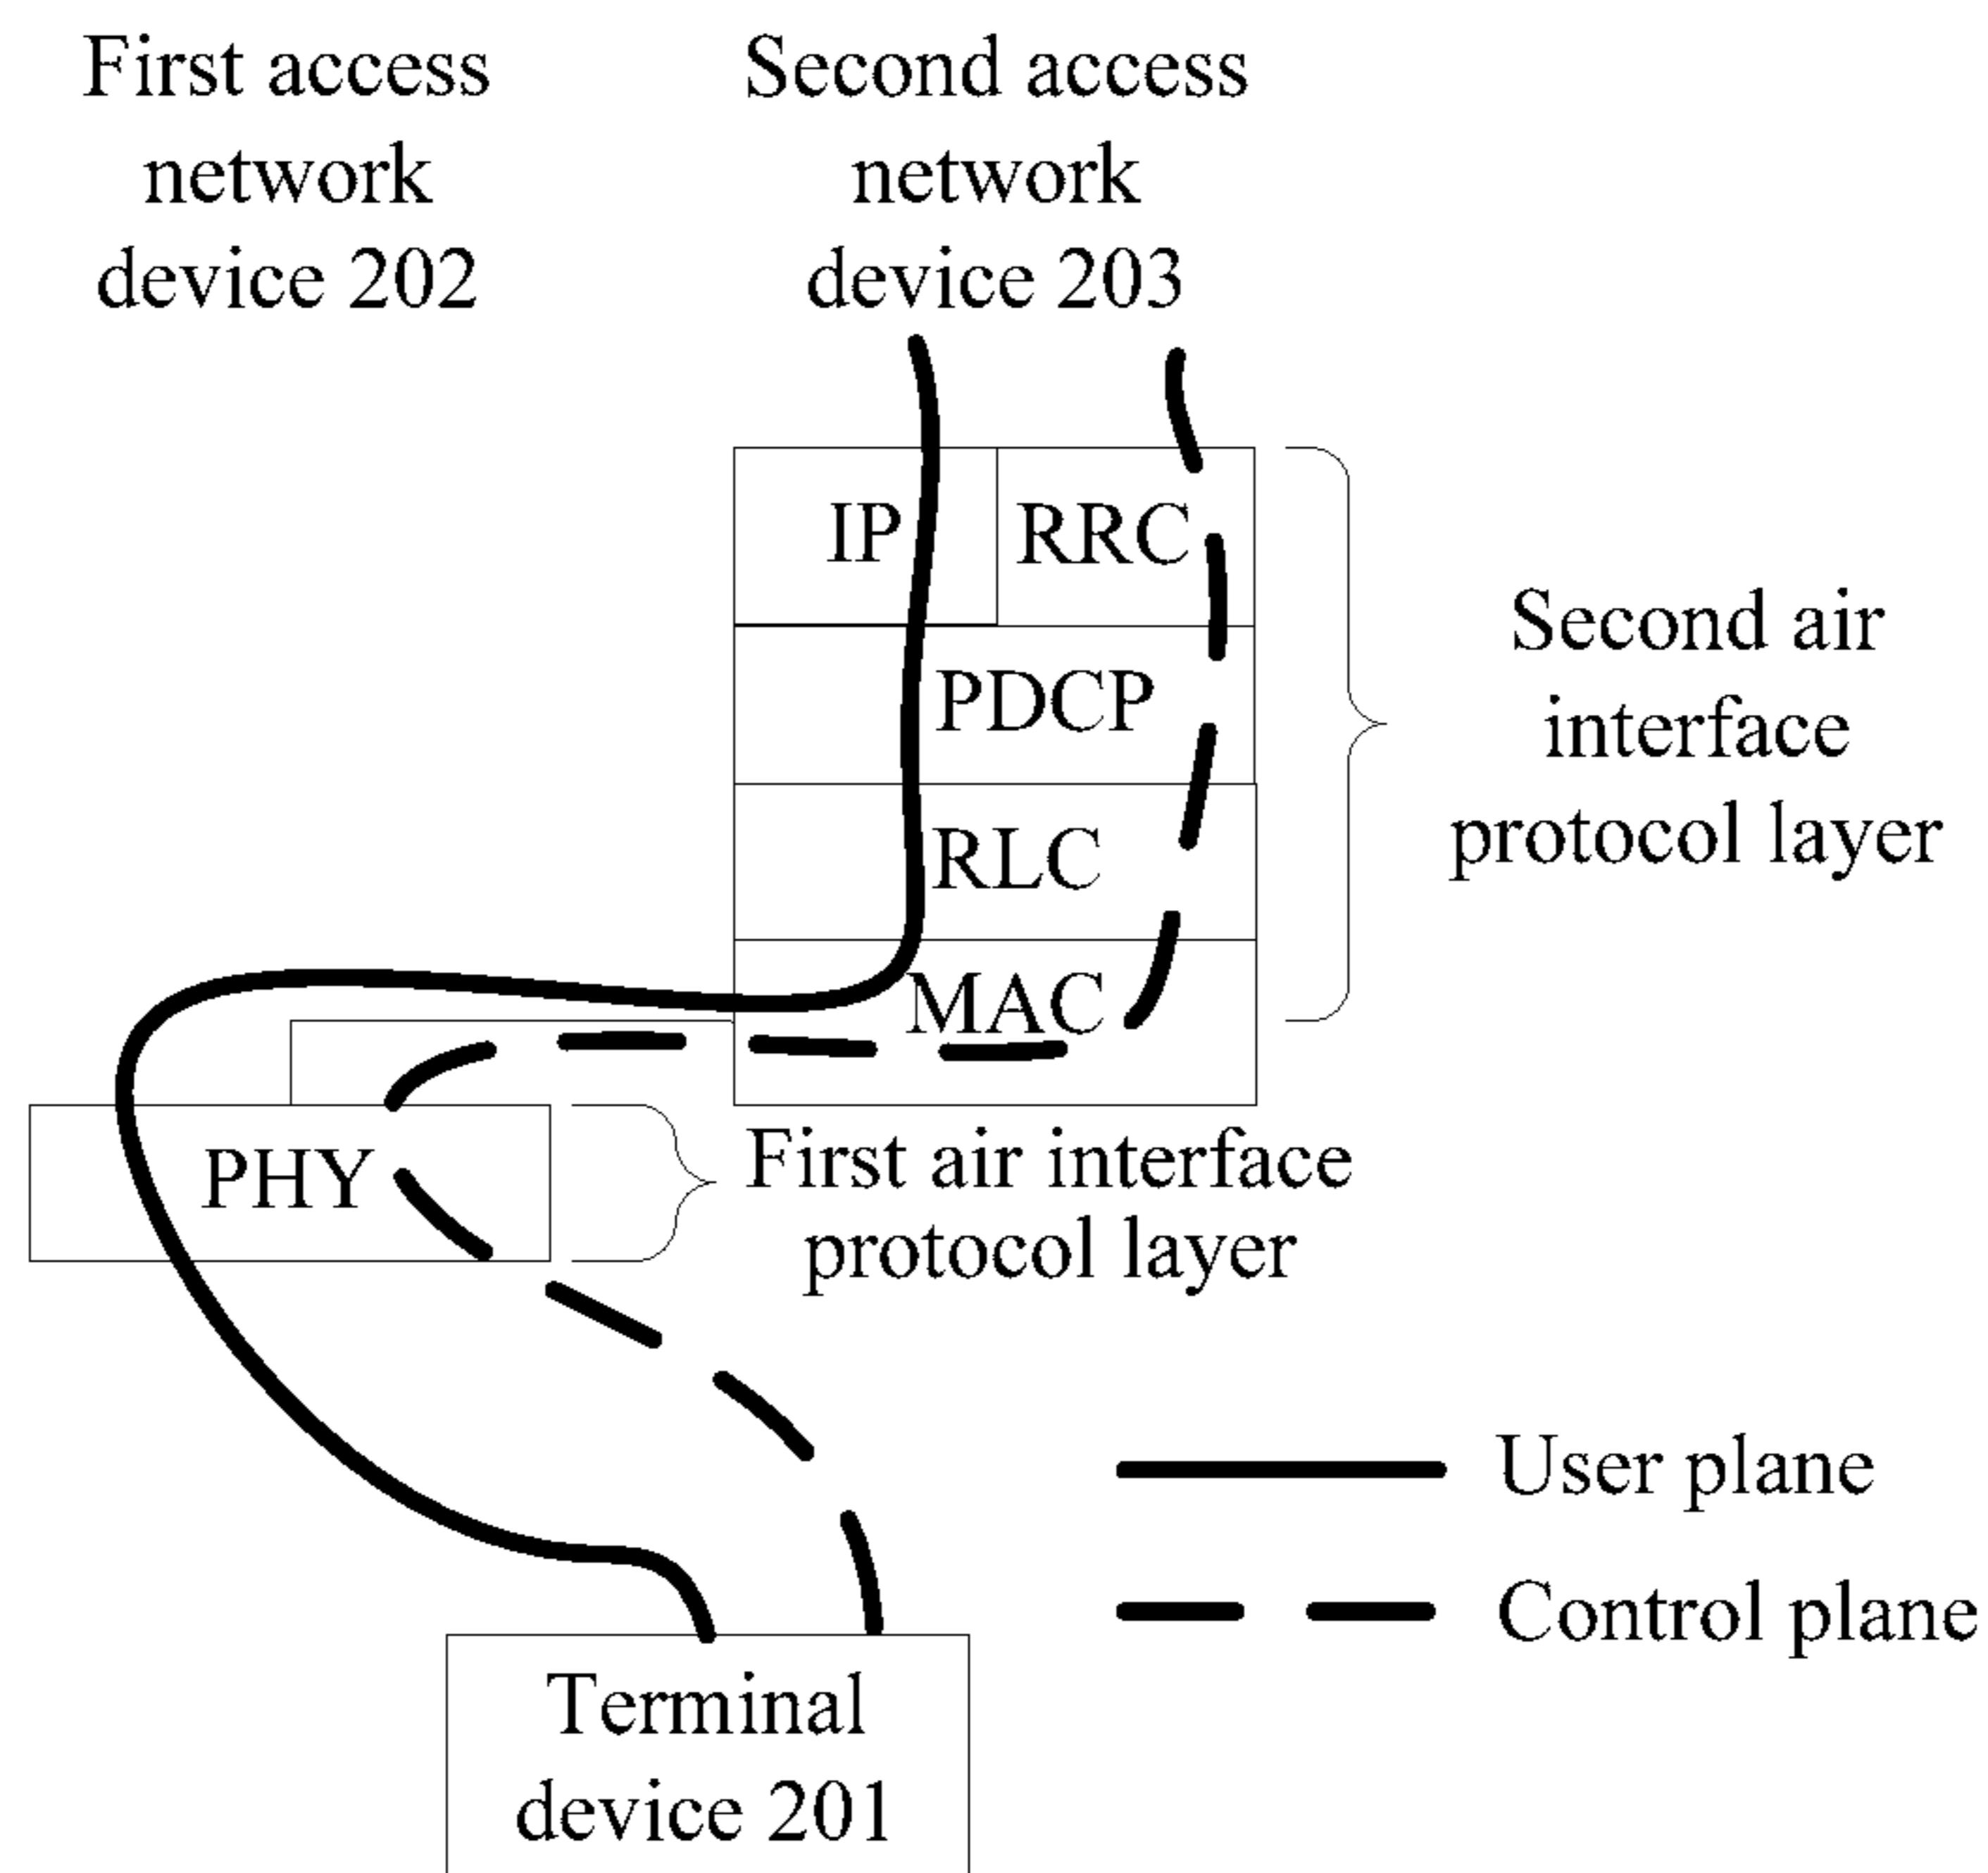 First access
network
device 202
Second access
network
device 203
IP
RRC
PDCP
RLC
MAC
Second air
interface
protocol layer
PHY
First air interface
protocol layer
User plane
Control plane
Terminal
device 201